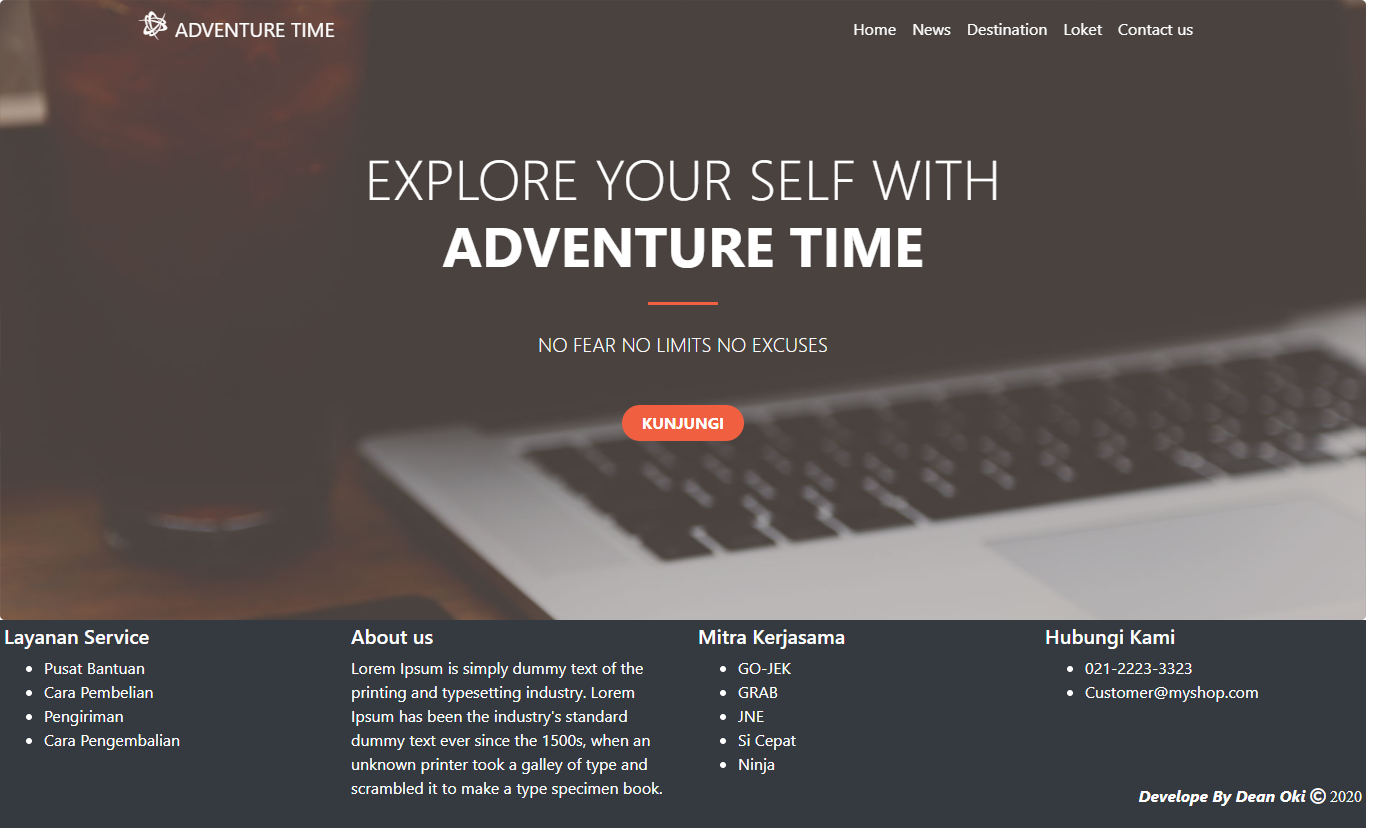 ADVENTURE TIME
Home News Destination Loket Contact us
EXPLORE YOUR SELF WITH
ADVENTURE TIME
NO FEAR NO LIMITS NO EXCUSES
KUNJUNGI
Layanan Service
Pusat Bantuan
Cara Pembelian
Pengiriman
Cara Pengembalian
About us
Lorem Ipsum is simply dummy text of the
printing and typesetting industry. Lorem
Ipsum has been the industry's standard
dummy text ever since the 1500s, when an
unknown printer took a galley of type and
scrambled it to make a type specimen book.
Mitra Kerjasama
GO-JEK
GRAB
JNE
Si Cepat
Ninja
Hubungi Kami
021-2223-3323
Customer@myshop.com
Develope By Dean Oki © 2020